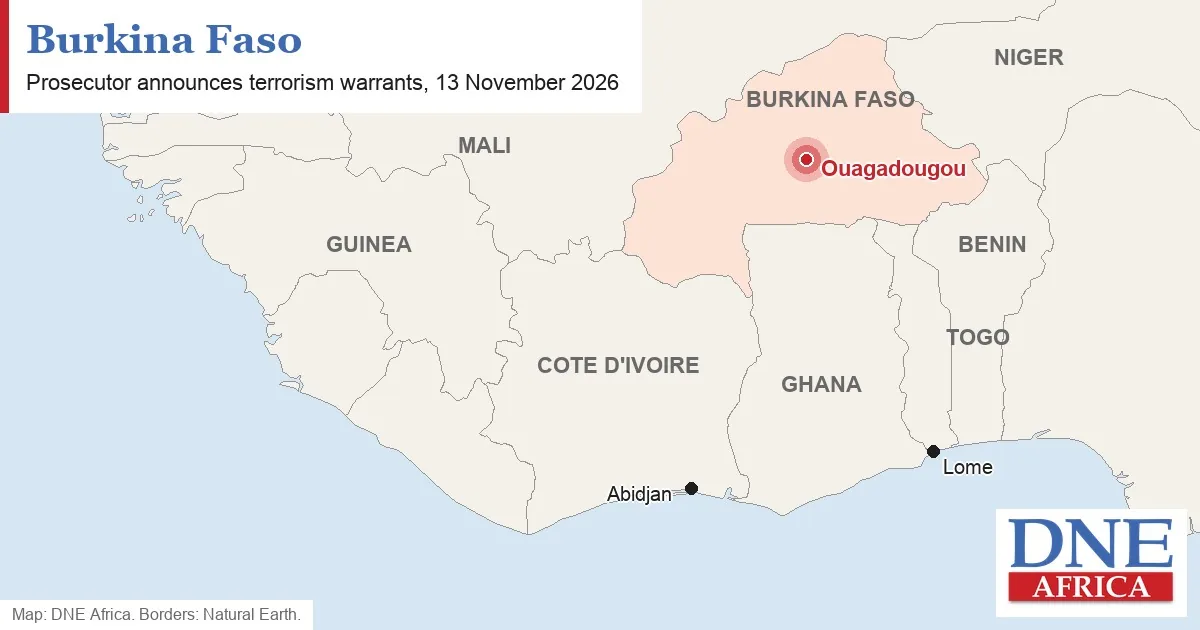 Burkina Faso
Prosecutor announces terrorism warrants, 13 November 2026
NIGER
BURKINA FASO
MALI
Ouagadougou
GUINEA
BENIN
TOGO
COTE D'IVOIRE
GHANA
Lome
Abidjan
DNE
AFRICA
Map: DNE Africa. Borders: Natural Earth.